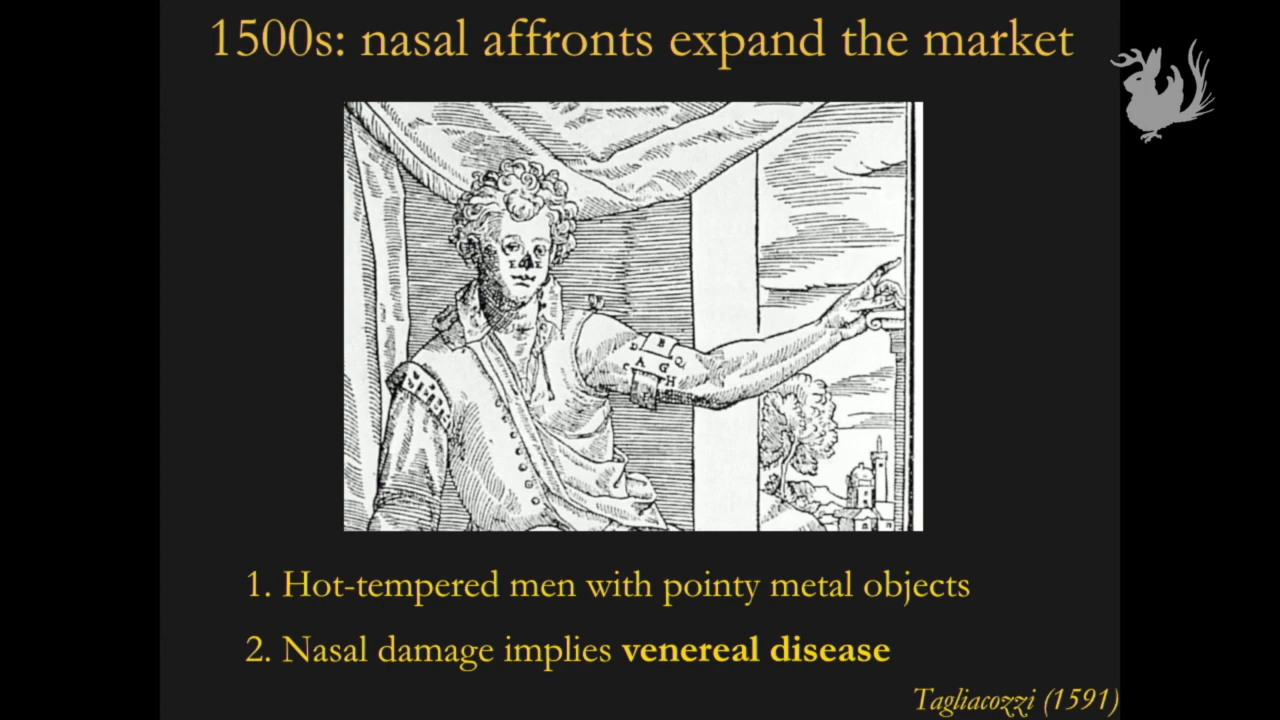 1500s: nasal affronts expand the market
E E
D B Q
A
C G
H
1. Hot-tempered men with pointy metal objects
2. Nasal damage implies venereal disease
Tagliacozzi (1591)